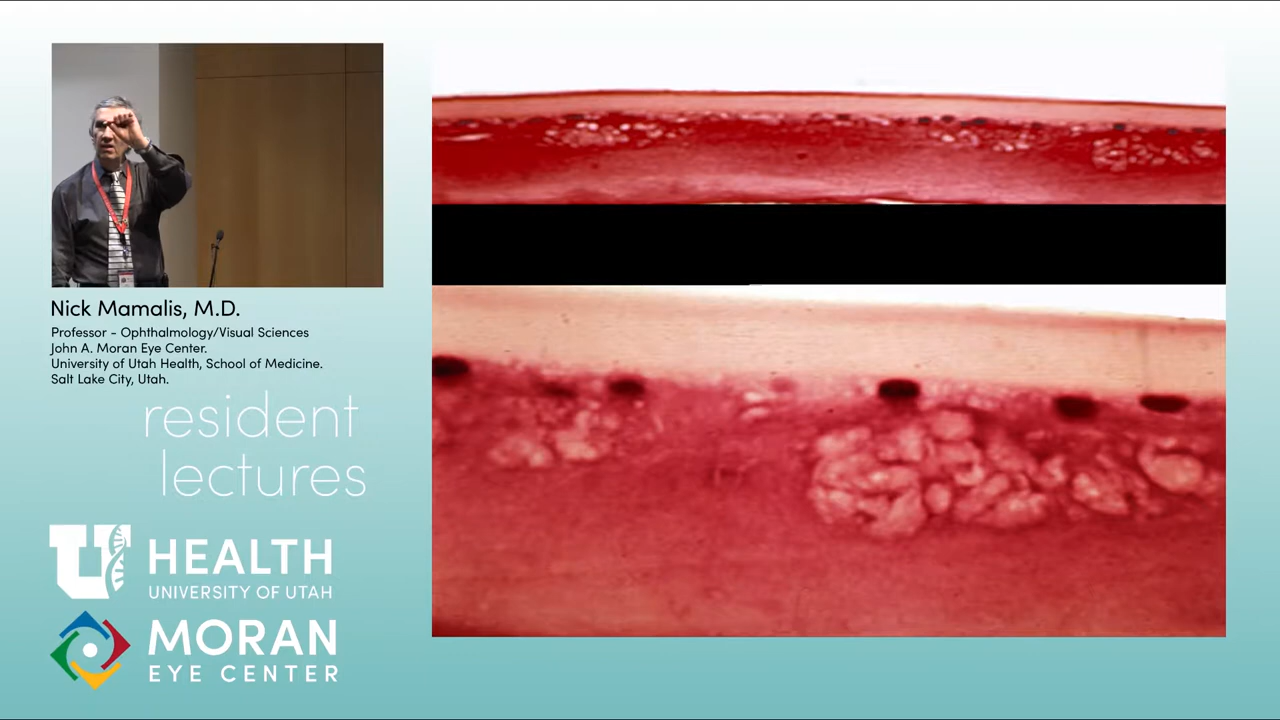 Nick Mamalis, M.D.
Professor - Ophthalmology/Visual Sciences
John A. Moran Eye Center.
University of Utah Health, School of Medicine.
Salt Lake City, Utah.
resident
lectures
U HEALTH
UNIVERSITY OF UTAH
MORAN
EYE CENTER